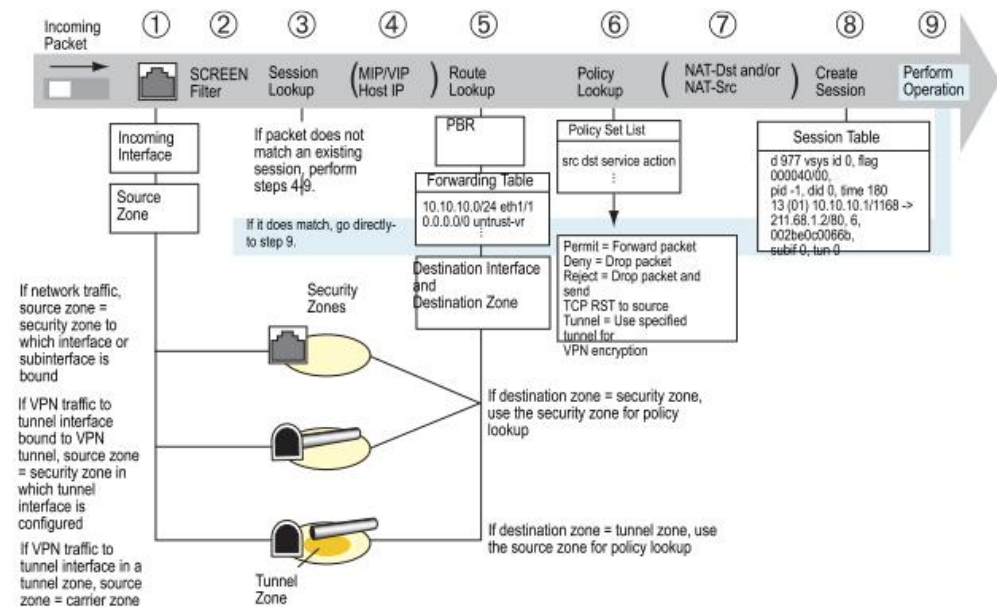 Incoming
Packet
① ② ③ ④ ⑤ ⑥ ⑦ ⑧ ⑨
SCREEN
Filter
Session
Lookup
(MIP/VIP
Host IP)
Route
Lookup
Policy
Lookup
(NAT-Dst and/or
NAT-Src)
Create
Session
Perform
Operation
Incoming
Interface
Source
Zone
If packet does not
match an existing
session, perform
steps 4-9.
If it does match, go directly-
to step 9.
PBR
Forwarding Table
10.10.10.0/24 eth1/1
0.0.0.0/0 untrust-vr
⋮
Destination Interface
and
Destination Zone
Policy Set List
src dst service action
⋮
Permit = Forward packet
Deny = Drop packet
Reject = Drop packet and
send
TCP RST to source
Tunnel = Use specified
tunnel for
VPN encryption
Session Table
d 977 vsys id 0, flag
000040/00,
pid -1, did 0, time 180
13 (01) 10.10.10.1/1168 ->
211.68.1.2/80, 6,
002be0c0066b,
subif 0, tun 0
If network traffic,
source zone =
security zone to
which interface or
subinterface is
bound
If VPN traffic to
tunnel interface
bound to VPN
tunnel, source zone
= security zone in
which tunnel
interface is
configured
If VPN traffic to
tunnel interface in a
tunnel zone, source
zone = carrier zone
Security
Zones
Tunnel
Zone
If destination zone = security zone,
use the security zone for policy
lookup
If destination zone = tunnel zone, use
the source zone for policy lookup